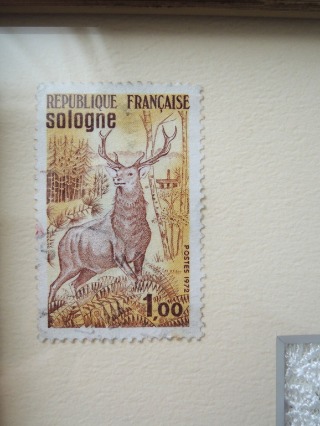 REPUBLIQUE FRANÇAISE
sologne
POSTES 1972
1,00